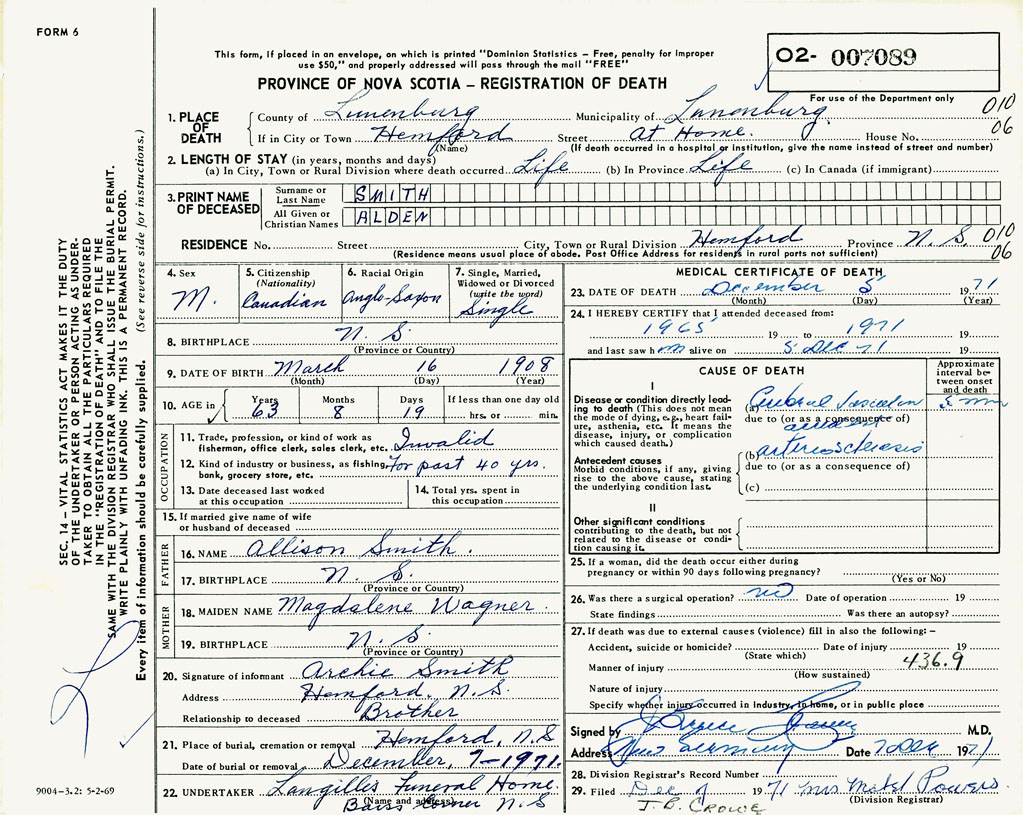 FORM 6
This form, if placed in an envelope, on which is printed "Dominion Statistics – Free, penalty for improper
use $50," and properly addressed will pass through the mail "FREE"
02- 007089
For use of the Department only
PROVINCE OF NOVA SCOTIA – REGISTRATION OF DEATH
1. PLACE OF DEATH
County of Lunenburg Municipality of Lunenburg 010
If in City or Town Hemford Street At Home. House No. 06
(Name) (If death occurred in a hospital or institution, give the name instead of street and number)
2. LENGTH OF STAY (in years, months and days)
(a) In City, Town or Rural Division where death occurred Life (b) In Province Life (c) In Canada (if immigrant)
3. PRINT NAME OF DECEASED
Surname or Last Name SMITH
All Given or Christian Names ALDEN
RESIDENCE No. Street City, Town or Rural Division Hemford Province N.S. 010
(Residence means usual place of abode. Post Office Address for residents in rural parts not sufficient) 06
4. Sex M.
5. Citizenship (Nationality) Canadian
6. Racial Origin Anglo-Saxon
7. Single, Married, Widowed or Divorced (write the word) Single
8. BIRTHPLACE N. S.
(Province or Country)
9. DATE OF BIRTH March 16 1908
(Month) (Day) (Year)
10. AGE in Years 63 Months 8 Days 19 If less than one day old hrs. or min.
OCCUPATION
11. Trade, profession, or kind of work as fisherman, office clerk, sales clerk, etc. Invalid
12. Kind of industry or business, as fishing, bank, grocery store, etc. For past 40 yrs.
13. Date deceased last worked at this occupation
14. Total yrs. spent in this occupation
15. If married give name of wife or husband of deceased
FATHER
16. NAME Allison Smith.
17. BIRTHPLACE N. S.
(Province or Country)
MOTHER
18. MAIDEN NAME Magdalene Wagner.
19. BIRTHPLACE N. S.
(Province or Country)
20. Signature of informant Archie Smith
Address Hemford, N.S.
Relationship to deceased Brother
21. Place of burial, cremation or removal Hemford, N.S
Date of burial or removal December, 7-1971.
22. UNDERTAKER Langilles Funeral Home.
(Name and address) Corner N.S
MEDICAL CERTIFICATE OF DEATH
23. DATE OF DEATH December 5 1971
(Month) (Day) (Year)
24. I HEREBY CERTIFY that I attended deceased from:
1965 19 to 1971 19
and last saw him alive on 5 Dec 71 19
CAUSE OF DEATH
Approximate interval between onset and death
I
Disease or condition directly leading to death (This does not mean the mode of dying, e.g., heart failure, asthenia, etc. It means the disease, injury, or complication which caused death.)
(a) Cerebral Vascular
due to (or as a consequence of)
accident
Antecedent causes
Morbid conditions, if any, giving rise to the above cause, stating the underlying condition last.
(b) arteriosclerosis
due to (or as a consequence of)
(c)
II
Other significant conditions
contributing to the death, but not related to the disease or condition causing it.
25. If a woman, did the death occur either during
pregnancy or within 90 days following pregnancy?
(Yes or No)
26. Was there a surgical operation? no Date of operation 19
State findings Was there an autopsy?
27. If death was due to external causes (violence) fill in also the following: –
Accident, suicide or homicide? Date of injury 19
(State which) 436.9
Manner of injury
(How sustained)
Nature of injury
Specify whether injury occurred in Industry, in home, or in public place
Signed by M.D.
Address New Germany Date 7 Dec 1971
28. Division Registrar's Record Number
29. Filed Dec 19 71 Mrs Mabel Powers
J. B. CROWE (Division Registrar)
SEC. 14 – VITAL STATISTICS ACT MAKES IT THE DUTY
OF THE UNDERTAKER OR PERSON ACTING AS UNDER-
TAKER TO OBTAIN ALL THE PARTICULARS REQUIRED
IN THE "REGISTRATION OF DEATH" AND TO FILE THE
SAME WITH THE DIVISION REGISTRAR WHO SHALL ISSUE THE BURIAL PERMIT.
WRITE PLAINLY WITH UNFADING INK. THIS IS A PERMANENT RECORD.
Every item of information should be carefully supplied. (See reverse side for instructions.)
9004-3.2: 5-2-69